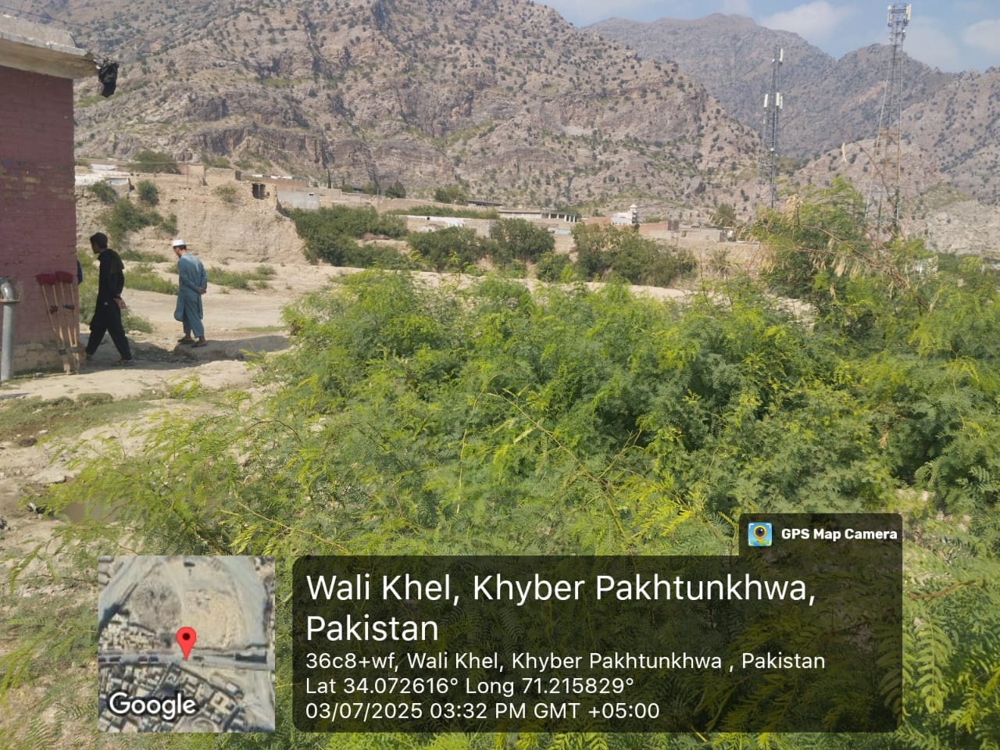 GPS Map Camera
Wali Khel, Khyber Pakhtunkhwa,
Pakistan
36c8+wf, Wali Khel, Khyber Pakhtunkhwa , Pakistan
Lat 34.072616° Long 71.215829°
03/07/2025 03:32 PM GMT +05:00
Google